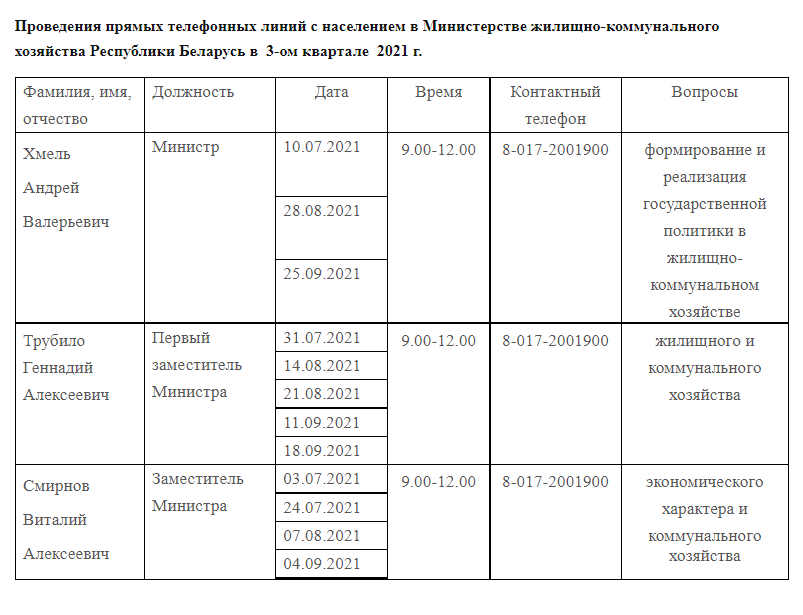 Проведения прямых телефонных линий с населением в Министерстве жилищно-коммунального
хозяйства Республики Беларусь в 3-ом квартале 2021 г.
Фамилия, имя,
отчество
Должность
Дата
Время
Контактный
телефон
Вопросы
Хмель
Андрей
Валерьевич
Министр
10.07.2021
28.08.2021
25.09.2021
9.00-12.00
8-017-2001900
формирование и
реализация
государственной
политики в
жилищно-
коммунальном
хозяйстве
Трубило
Геннадий
Алексеевич
Первый
заместитель
Министра
31.07.2021
14.08.2021
21.08.2021
11.09.2021
18.09.2021
9.00-12.00
8-017-2001900
жилищного и
коммунального
хозяйства
Смирнов
Виталий
Алексеевич
Заместитель
Министра
03.07.2021
24.07.2021
07.08.2021
04.09.2021
9.00-12.00
8-017-2001900
экономического
характера и
коммунального
хозяйства